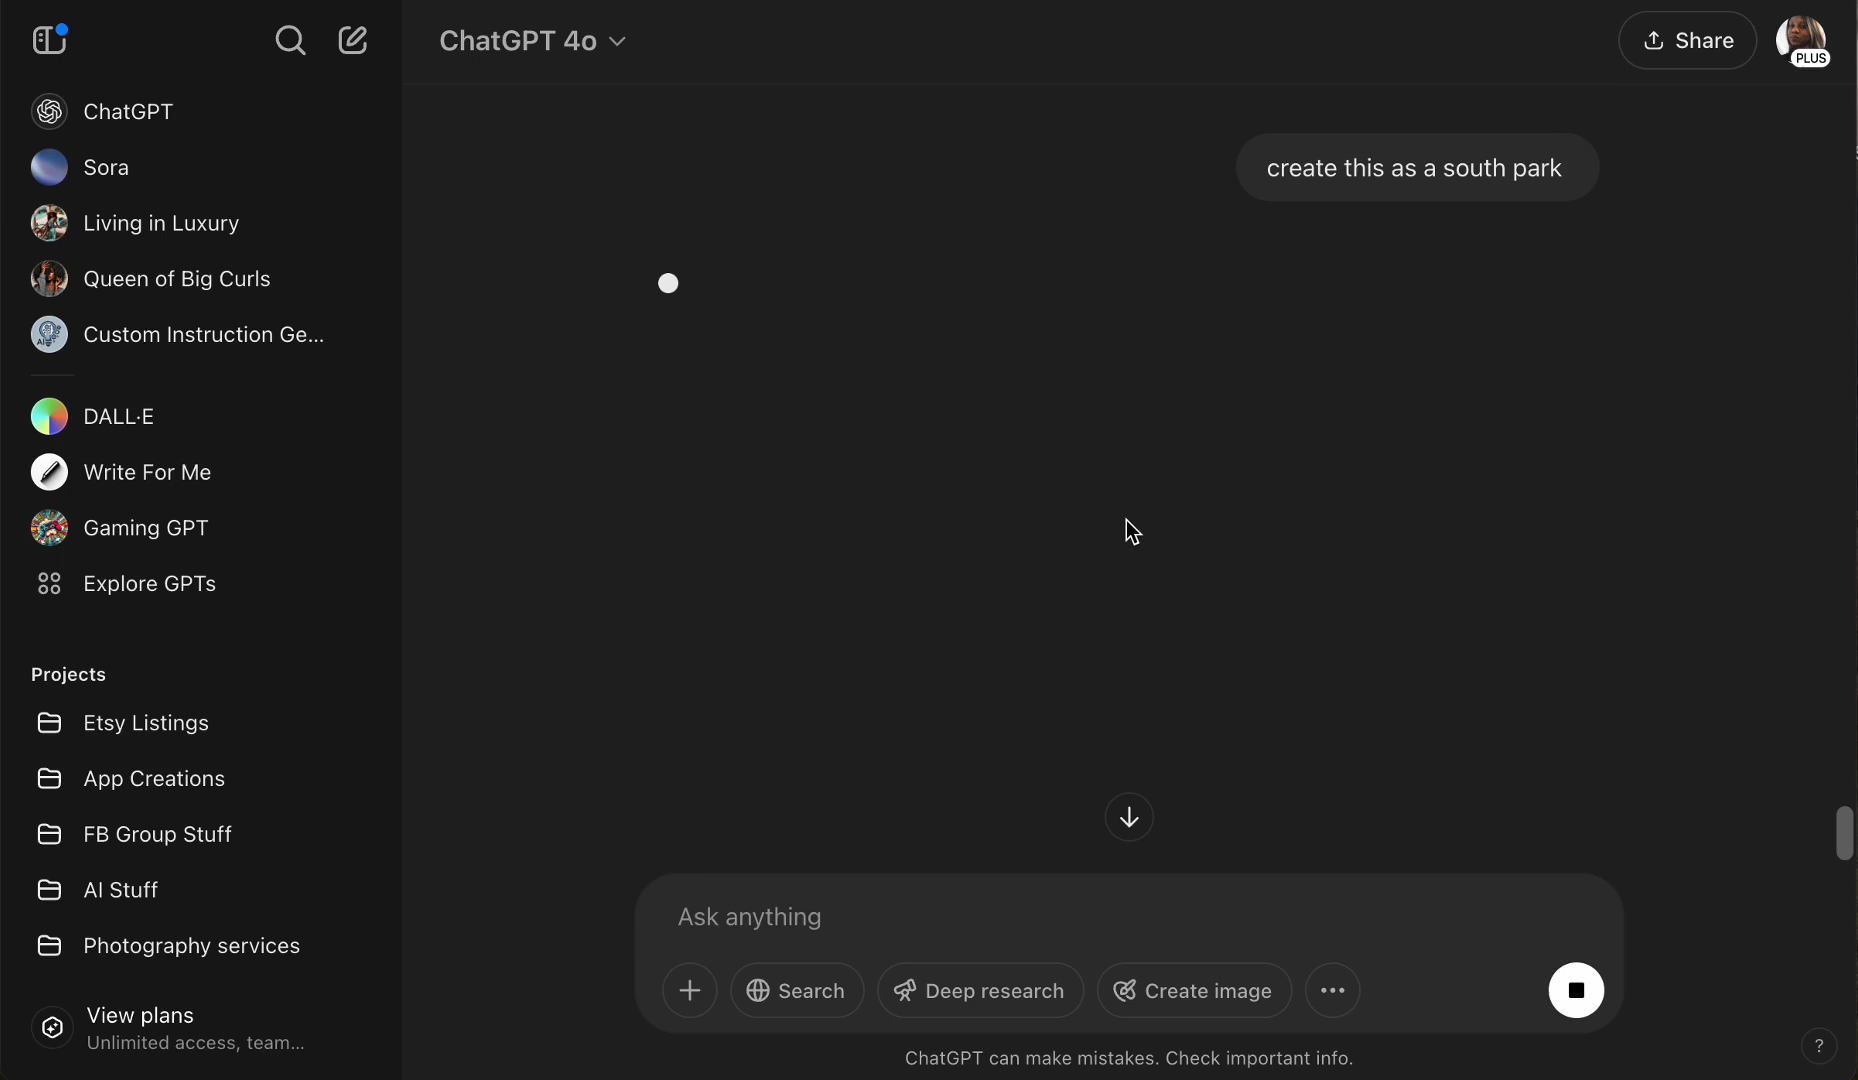 ChatGPT 4o
Share
PLUS
ChatGPT
Sora
Living in Luxury
Queen of Big Curls
Custom Instruction Ge...
DALL·E
Write For Me
Gaming GPT
Explore GPTs
Projects
Etsy Listings
App Creations
FB Group Stuff
AI Stuff
Photography services
View plans
Unlimited access, team...
create this as a south park
Ask anything
Search
Deep research
Create image
ChatGPT can make mistakes. Check important info.
?